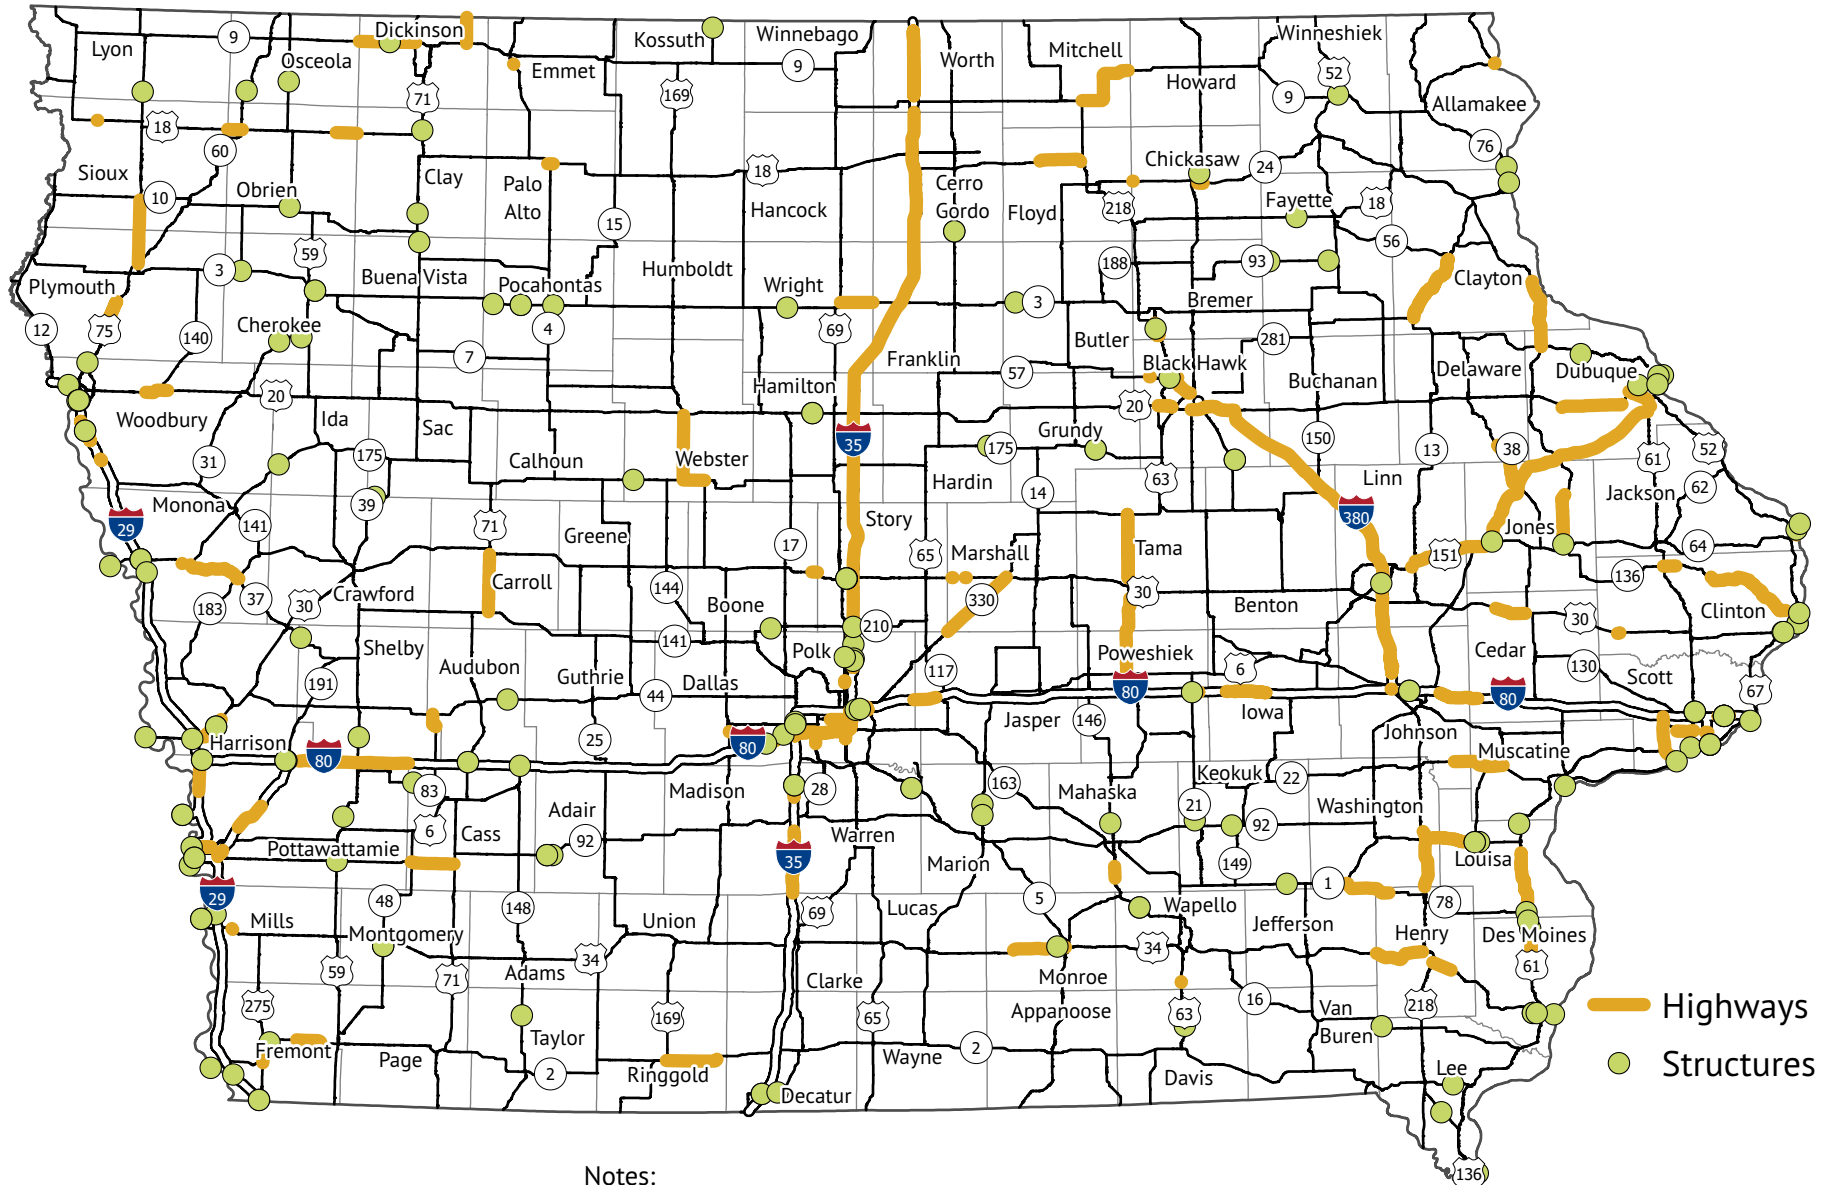 Dickinson
Kossuth
Winnebago
Winneshiek
Lyon
9
Osceola
Emmet
9
Worth
Mitchell
Howard
52
71
169
9
Allamakee
18
60
76
Sioux
10
Obrien
Clay
Palo
Alto
18
Chickasaw
24
Cerro
Gordo
Hancock
Floyd
218
Fayette
18
15
59
56
3
188
93
Plymouth
Buena Vista
Pocahontas
Humboldt
Wright
3
Bremer
Clayton
12
75
140
Cherokee
4
69
Butler
281
7
Franklin
57
Black Hawk
Delaware
Dubuque
Hamilton
Buchanan
20
Woodbury
Ida
Sac
20
35
Grundy
150
13
38
61
52
31
175
Calhoun
Webster
175
63
Linn
Hardin
14
62
Monona
39
Jackson
29
141
71
Greene
Story
380
Jones
17
65
Marshall
Tama
151
64
136
183
37
30
Crawford
Carroll
144
Boone
330
30
Benton
30
Clinton
210
Shelby
141
Polk
Poweshiek
Cedar
130
191
Audubon
Guthrie
44
Dallas
117
6
Scott
80
80
67
Jasper
146
Iowa
Johnson
Harrison
80
25
80
Muscatine
83
Madison
28
163
Mahaska
Keokuk
22
Washington
6
Cass
Adair
92
Warren
21
92
Pottawattamie
35
Marion
149
Louisa
29
48
148
69
Lucas
5
Wapello
1
78
Mills
Montgomery
Union
Jefferson
Henry
Des Moines
59
71
Adams
34
Clarke
34
Monroe
61
275
169
65
Appanoose
63
16
Van
Buren
218
Highways
Fremont
Page
Taylor
2
Ringgold
Wayne
2
Davis
Lee
Structures
Decatur
136
Notes: